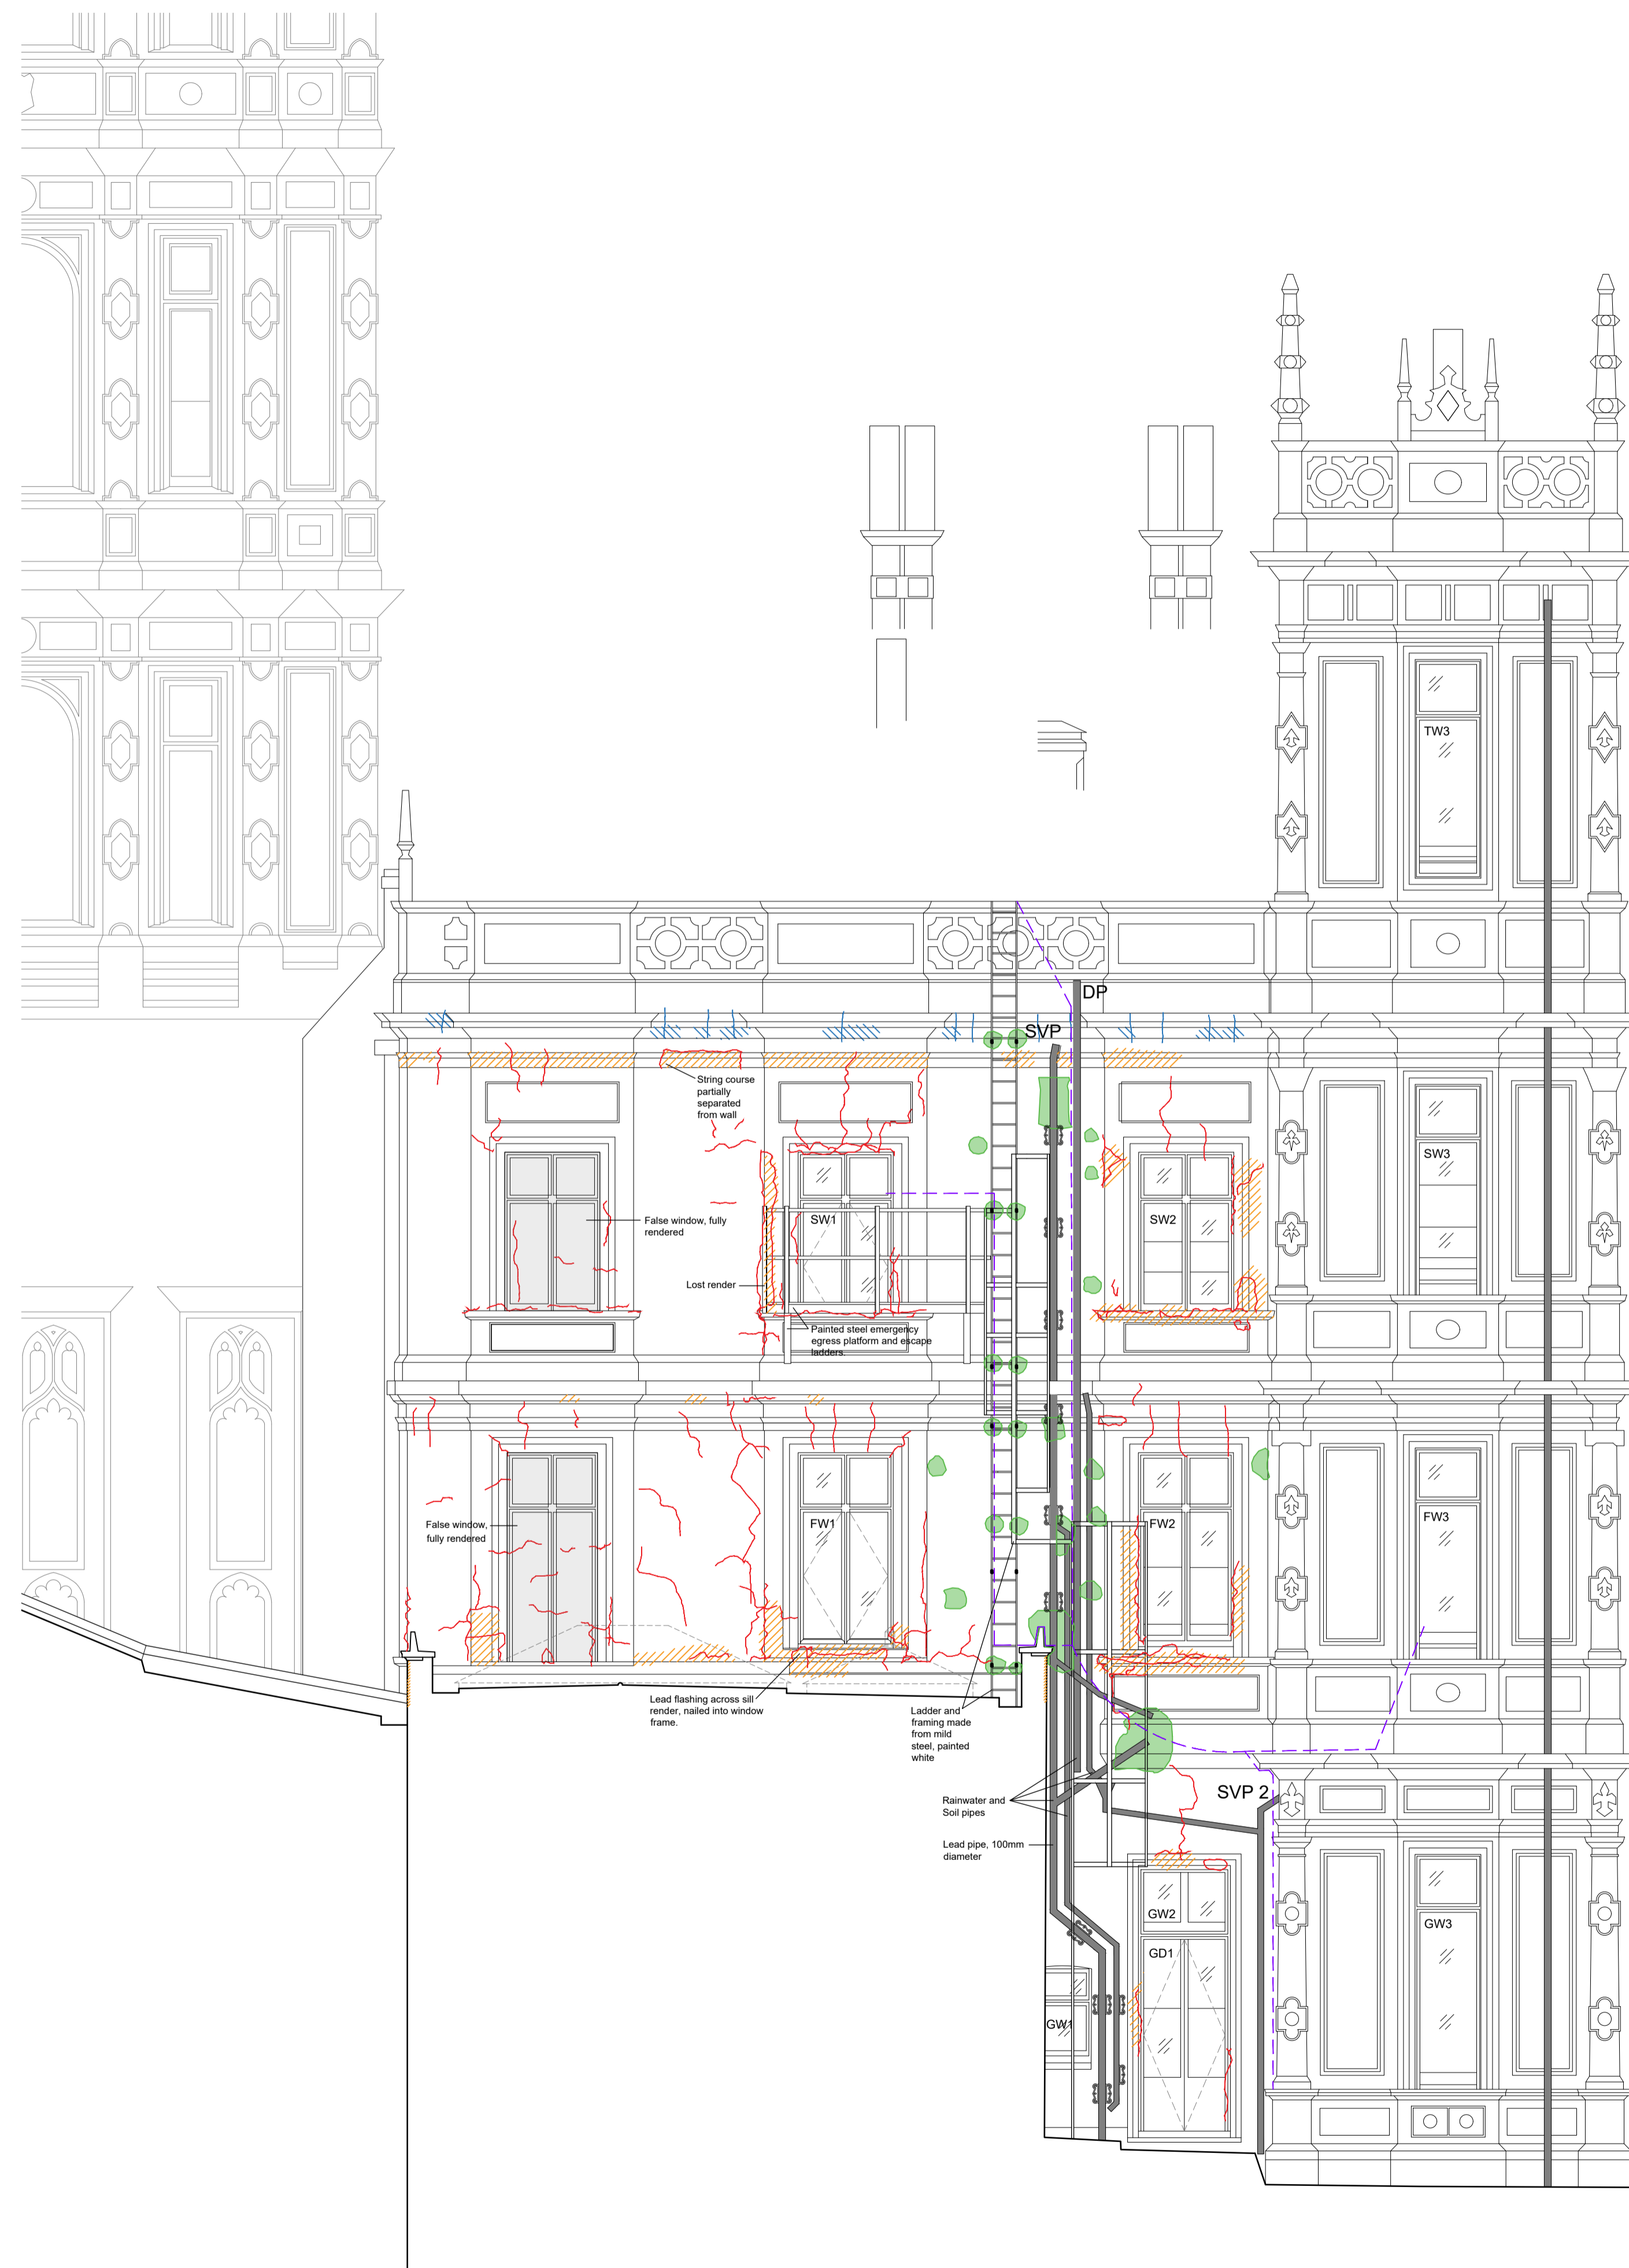 TW3
DP
SVP
String course
partially
separated
from wall
SW3
False window, fully
rendered
SW1
SW2
Lost render
Painted steel emergency
egress platform and escape
ladders.
False window,
fully rendered
FW1
FW2
FW3
Lead flashing across sill
render, nailed into window
frame.
Ladder and
framing made
from mild
steel, painted
white
SVP 2
Rainwater and
Soil pipes
Lead pipe, 100mm
diameter
GW2
GW3
GD1
GW1